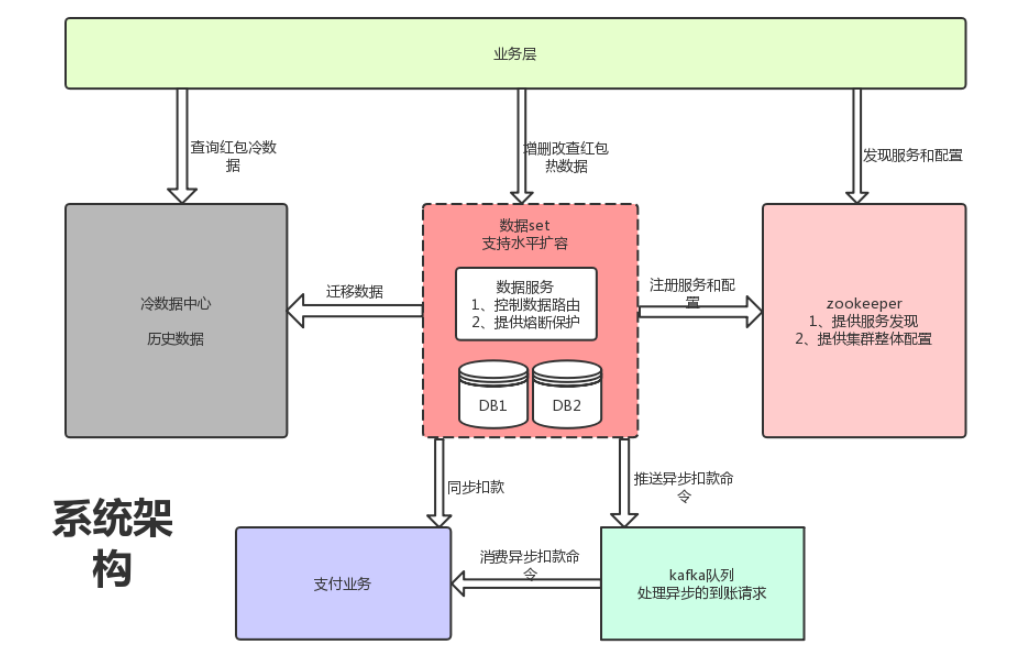 业务层
查询红包冷数
据
增删改查红包
热数据
发现服务和配置
冷数据中心
历史数据
迁移数据
数据set
支持水平扩容
数据服务
1、控制数据路由
2、提供熔断保护
DB1
DB2
注册服务和配
置
zookeeper
1、提供服务发现
2、提供集群整体配置
同步扣款
推送异步扣款命
令
系统架
构
支付业务
消费异步扣款命
令
kafka队列
处理异步的到账请求